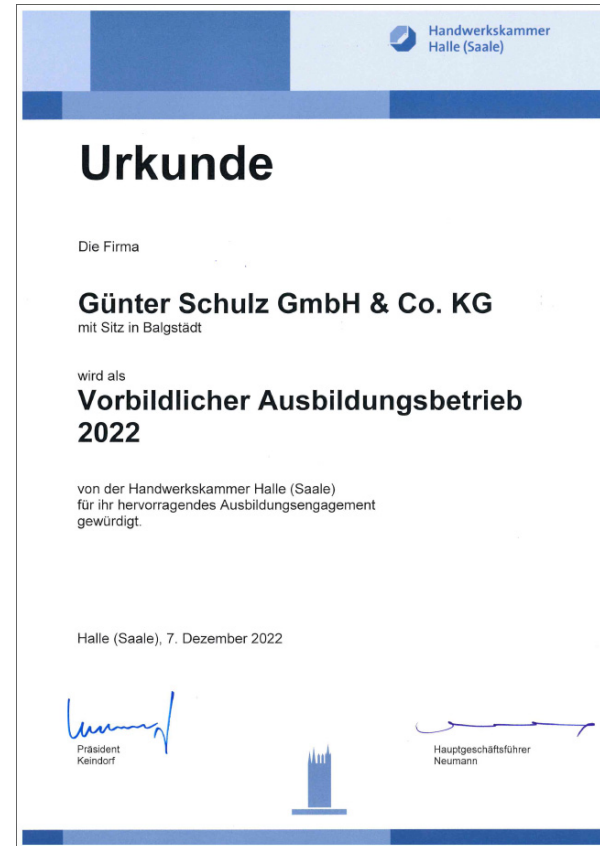 Handwerkskammer
Halle (Saale)
Urkunde
Die Firma
Günter Schulz GmbH & Co. KG
mit Sitz in Balgstädt
wird als
Vorbildlicher Ausbildungsbetrieb
2022
von der Handwerkskammer Halle (Saale)
für ihr hervorragendes Ausbildungsengagement
gewürdigt.
Halle (Saale), 7. Dezember 2022
Präsident
Keindorf
Hauptgeschäftsführer
Neumann